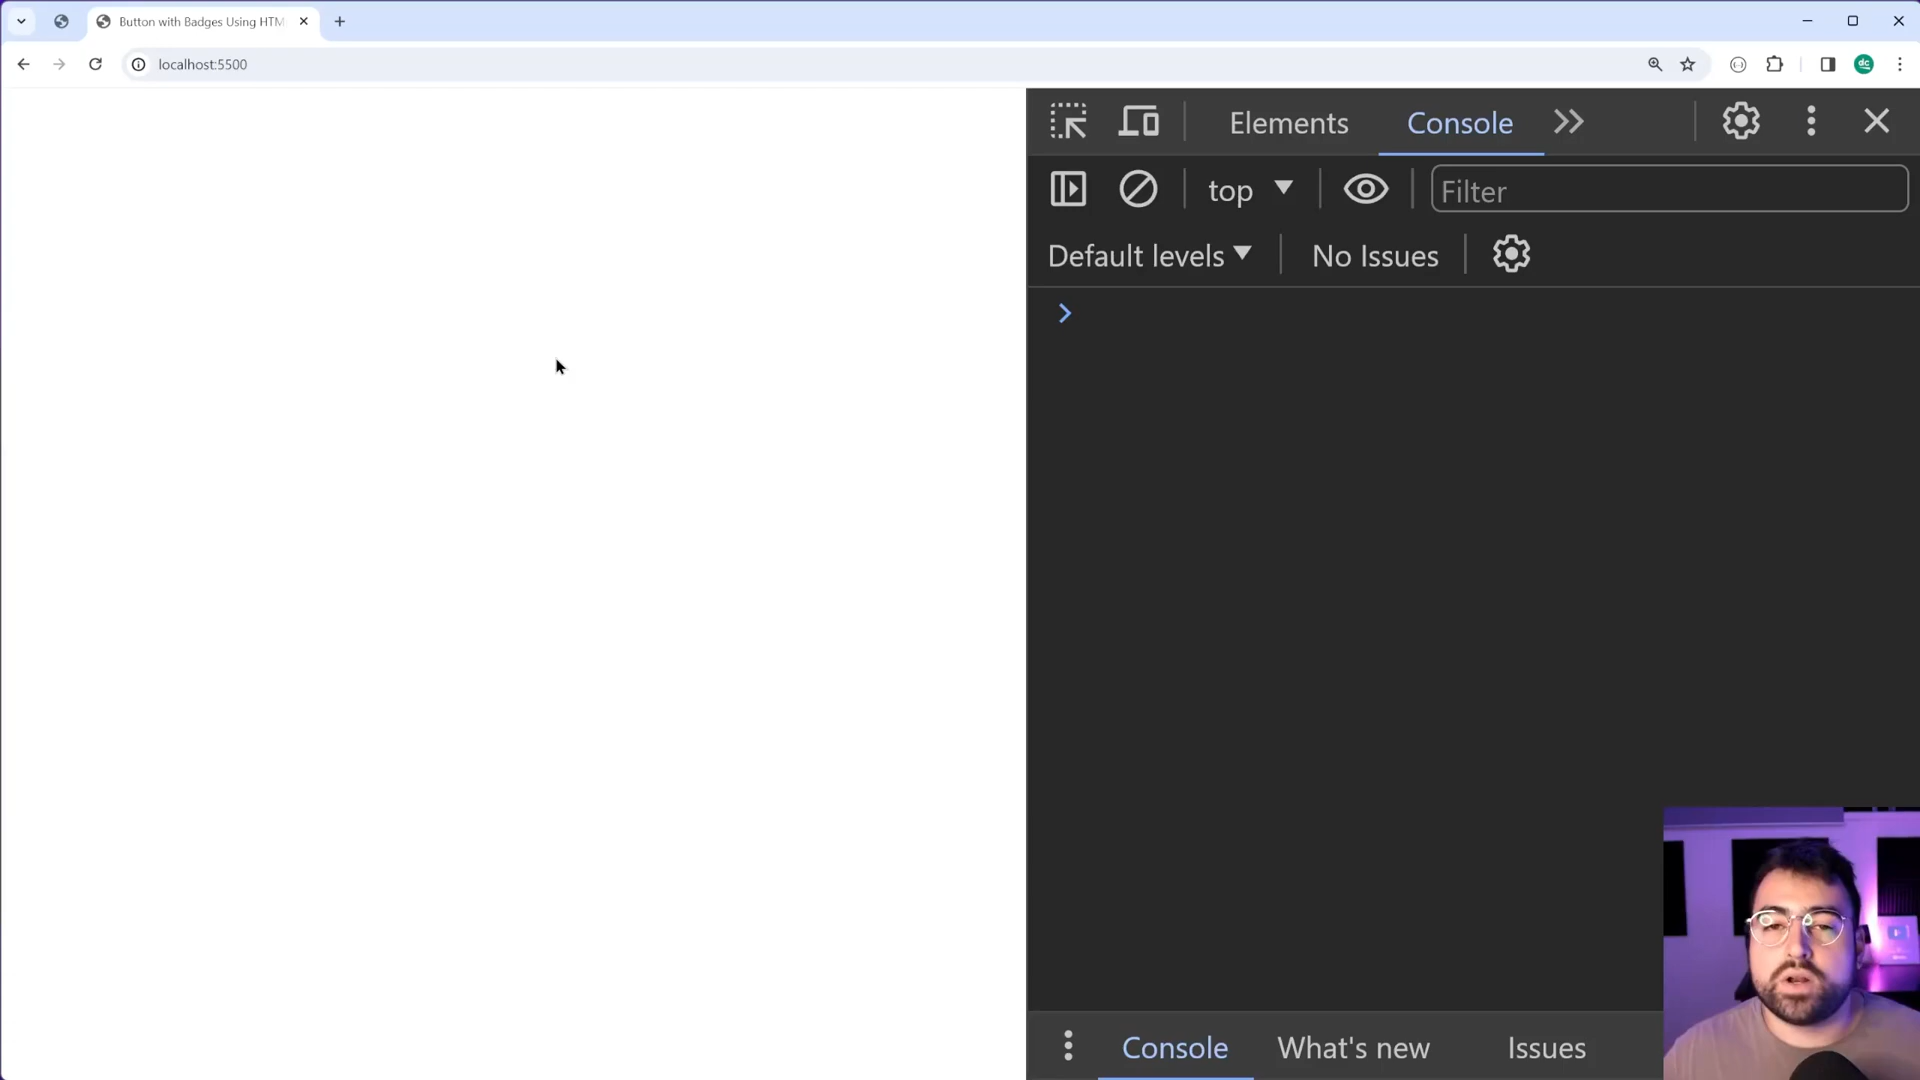 Button with Badges Using HTM
localhost:5500
dc
Elements
Console
top
Filter
Default levels
No Issues
Console
What's new
Issues